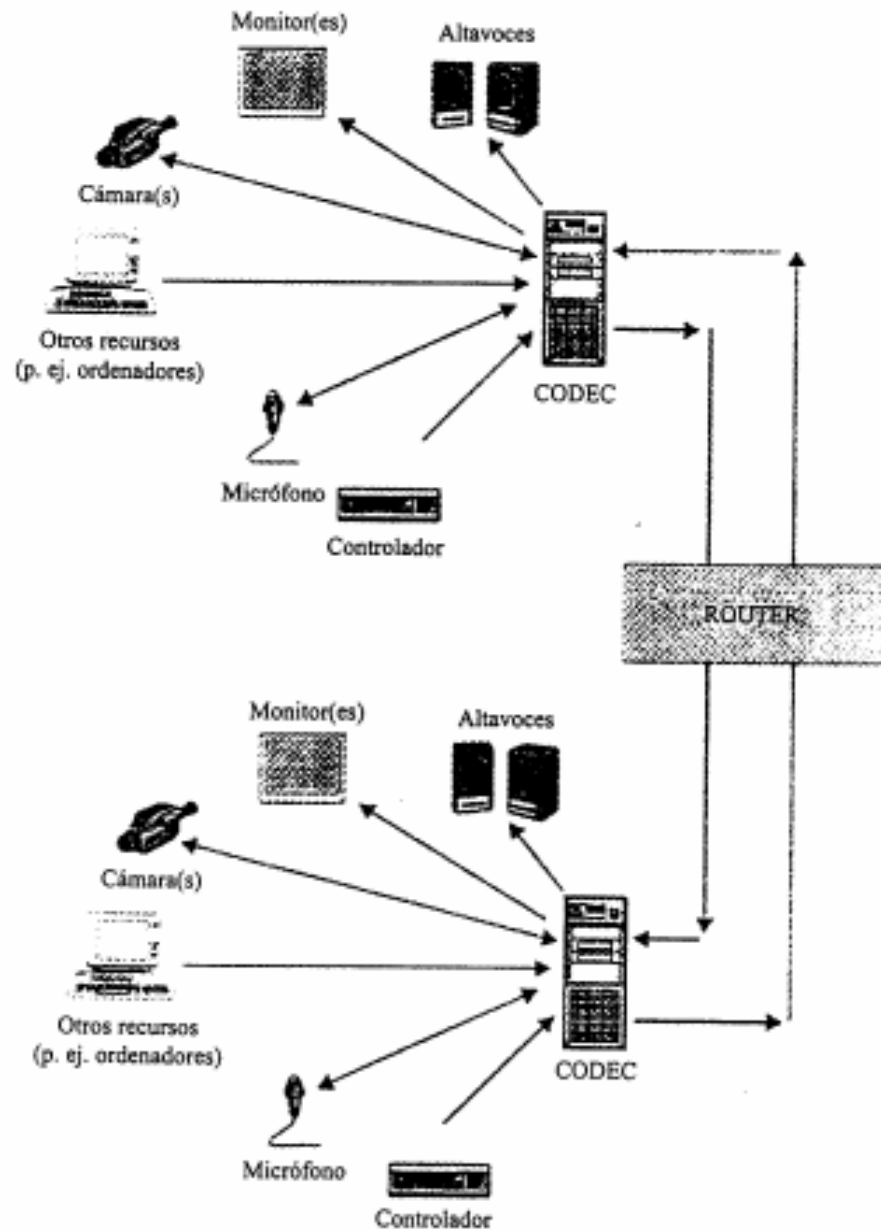 Monitor(es)
Altavoces
Cámara(s)
Otros recursos
(p. ej. ordenadores)
CODEC
Micrófono
Controlador
ROUTER
Monitor(es)
Altavoces
Cámara(s)
Otros recursos
(p. ej. ordenadores)
CODEC
Micrófono
Controlador